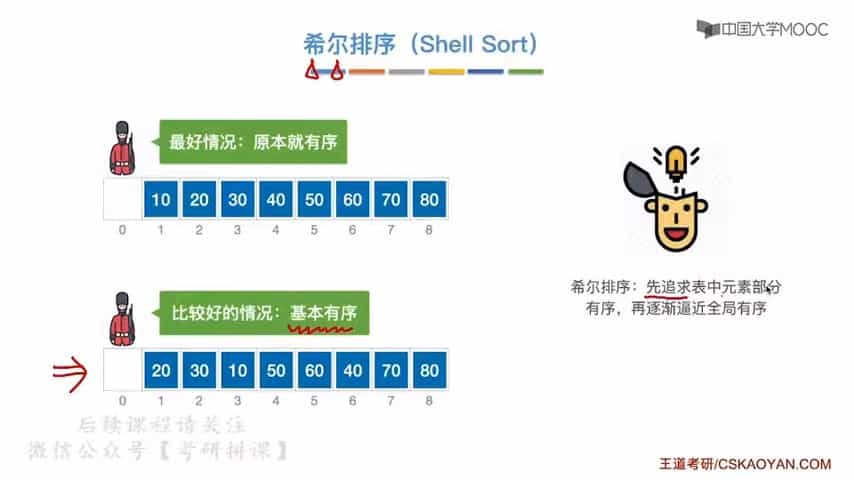 中国大学MOOC
希尔排序（Shell Sort）
最好情况：原本就有序
10 20 30 40 50 60 70 80
0 1 2 3 4 5 6 7 8
希尔排序：先追求表中元素部分
有序，再逐渐逼近全局有序
比较好的情况：基本有序
20 30 10 50 60 40 70 80
0 1 2 3 4 5 6 7 8
后续课程请关注
微信公众号【考研拼课】
王道考研/CSKAOYAN.COM